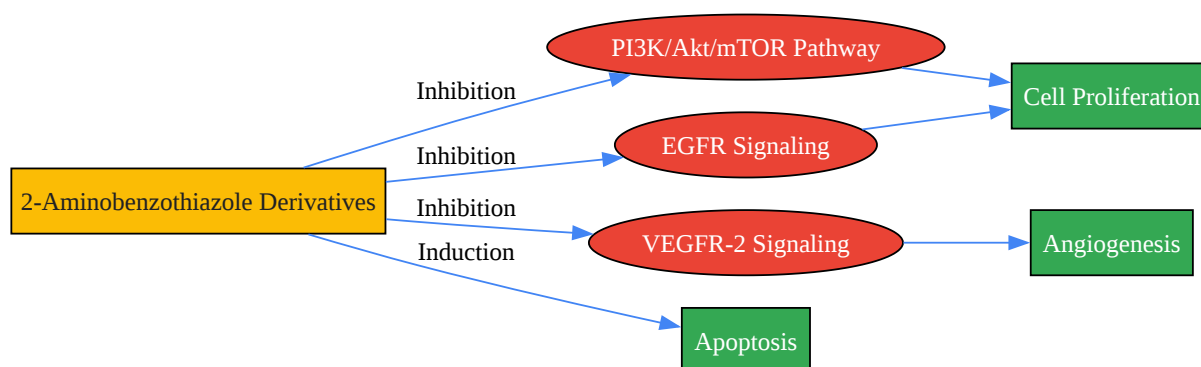 PI3K/Akt/mTOR Pathway
Inhibition
Cell Proliferation
Inhibition
EGFR Signaling
2-Aminobenzothiazole Derivatives
Inhibition
VEGFR-2 Signaling
Angiogenesis
Induction
Apoptosis